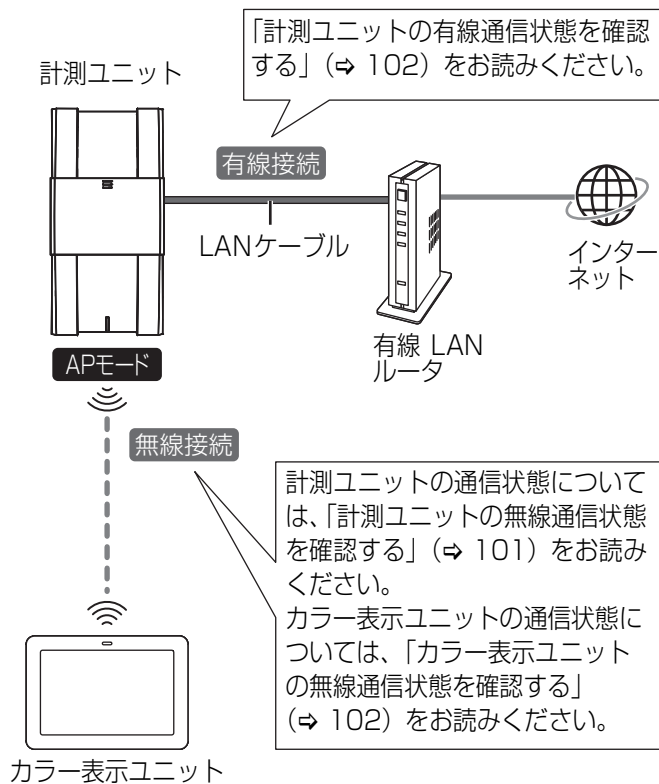 「計測ユニットの有線通信状態を確認
する」（⇨ 102）をお読みください。
計測ユニット
有線接続
LANケーブル
インター
ネット
有線 LAN
ルータ
APモード
無線接続
計測ユニットの通信状態について
は、「計測ユニットの無線通信状態
を確認する」（⇨ 101）をお読み
ください。
カラー表示ユニットの通信状態に
ついては、「カラー表示ユニット
の無線通信状態を確認する」
（⇨ 102）をお読みください。
カラー表示ユニット